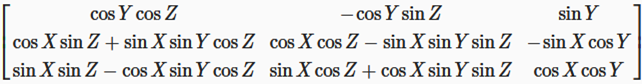 cos Y cos Z −cos Y sin Z sin Y
cos X sin Z + sin X sin Y cos Z cos X cos Z − sin X sin Y sin Z −sin X cos Y
sin X sin Z − cos X sin Y cos Z sin X cos Z + cos X sin Y sin Z cos X cos Y